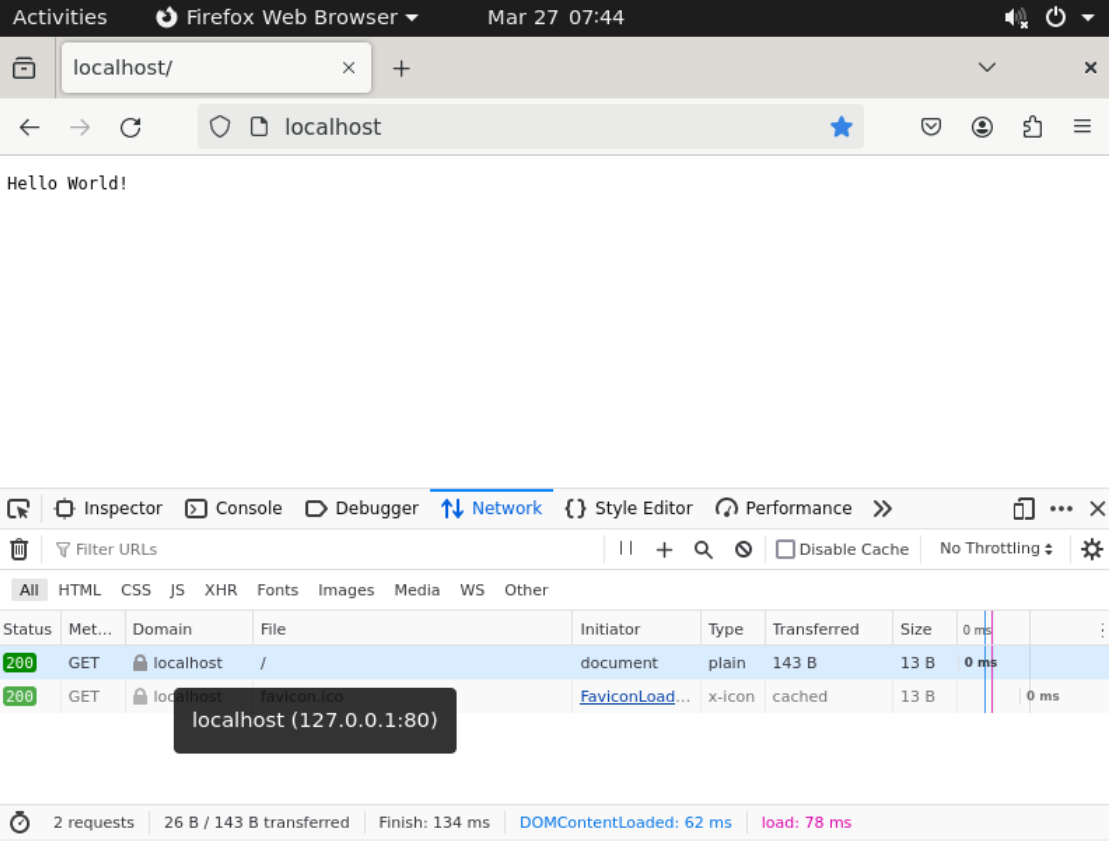 Activities Firefox Web Browser Mar 27 07:44
localhost/
localhost
Hello World!
Inspector Console Debugger Network Style Editor Performance
Filter URLs Disable Cache No Throttling
All HTML CSS JS XHR Fonts Images Media WS Other
Status Met... Domain File Initiator Type Transferred Size 0 ms
200 GET localhost / document plain 143 B 13 B 0 ms
200 GET localhost favicon.ico FaviconLoad... x-icon cached 13 B 0 ms
localhost (127.0.0.1:80)
2 requests 26 B / 143 B transferred Finish: 134 ms DOMContentLoaded: 62 ms load: 78 ms